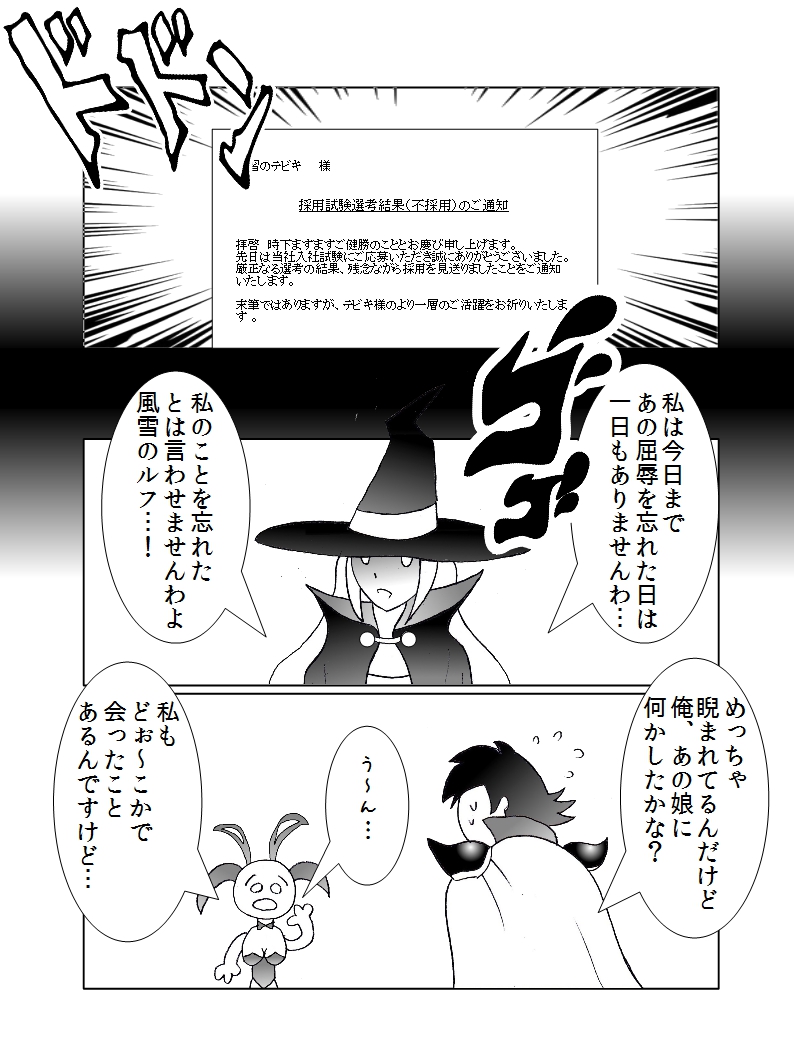 ドドン
習のテビキ　様
採用試験選考結果（不採用）のご通知
拝啓　時下ますますご健勝のこととお慶び申し上げます。
先日は当社入社試験にご応募いただき誠にありがとうございました。
厳正なる選考の結果、残念ながら採用を見送りましたことをご通知
いたします。
末筆ではありますが、テビキ様のより一層のご活躍をお祈りいたしま
す。
ゴゴ
私は今日まで
あの屈辱を忘れた日は
一日もありませんわ…
私のことを忘れた
とは言わせませんわよ
風雪のルフ…！
めっちゃ
睨まれてるんだけど
俺、あの娘に
何かしたかな？
う～ん…
私も
どぉ～こかで
会ったこと
あるんですけど…